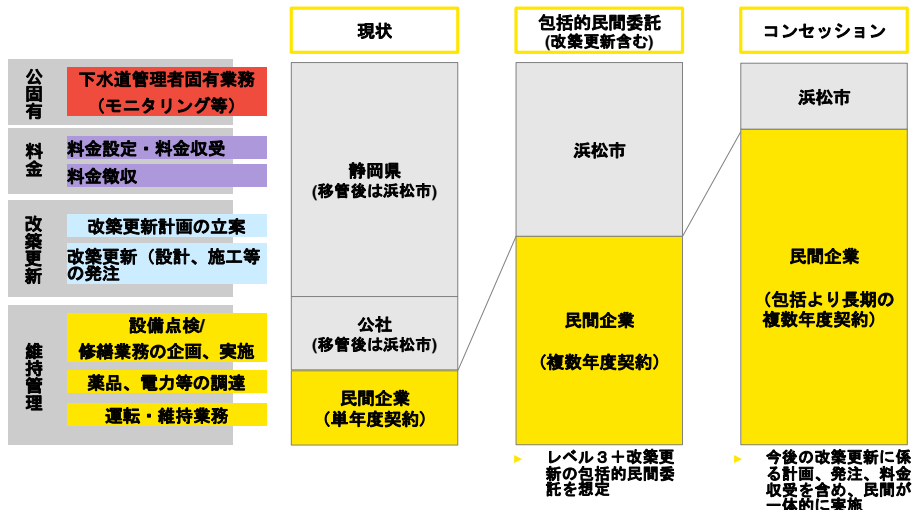 現状
包括的民間委託
(改築更新含む)
コンセッション
公固有
下水道管理者固有業務
（モニタリング等）
料金
料金設定・料金収受
料金徴収
改築更新
改築更新計画の立案
改築更新（設計、施工等
の発注
維持管理
設備点検/
修繕業務の企画、実施
薬品、電力等の調達
運転・維持業務
静岡県
(移管後は浜松市)
公社
(移管後は浜松市)
民間企業
（単年度契約）
浜松市
民間企業
（複数年度契約）
浜松市
民間企業
（包括より長期の
複数年度契約）
レベル３＋改築更
新の包括的民間委
託を想定
今後の改築更新に係
る計画、発注、料金
収受を含め、民間が
一体的に実施